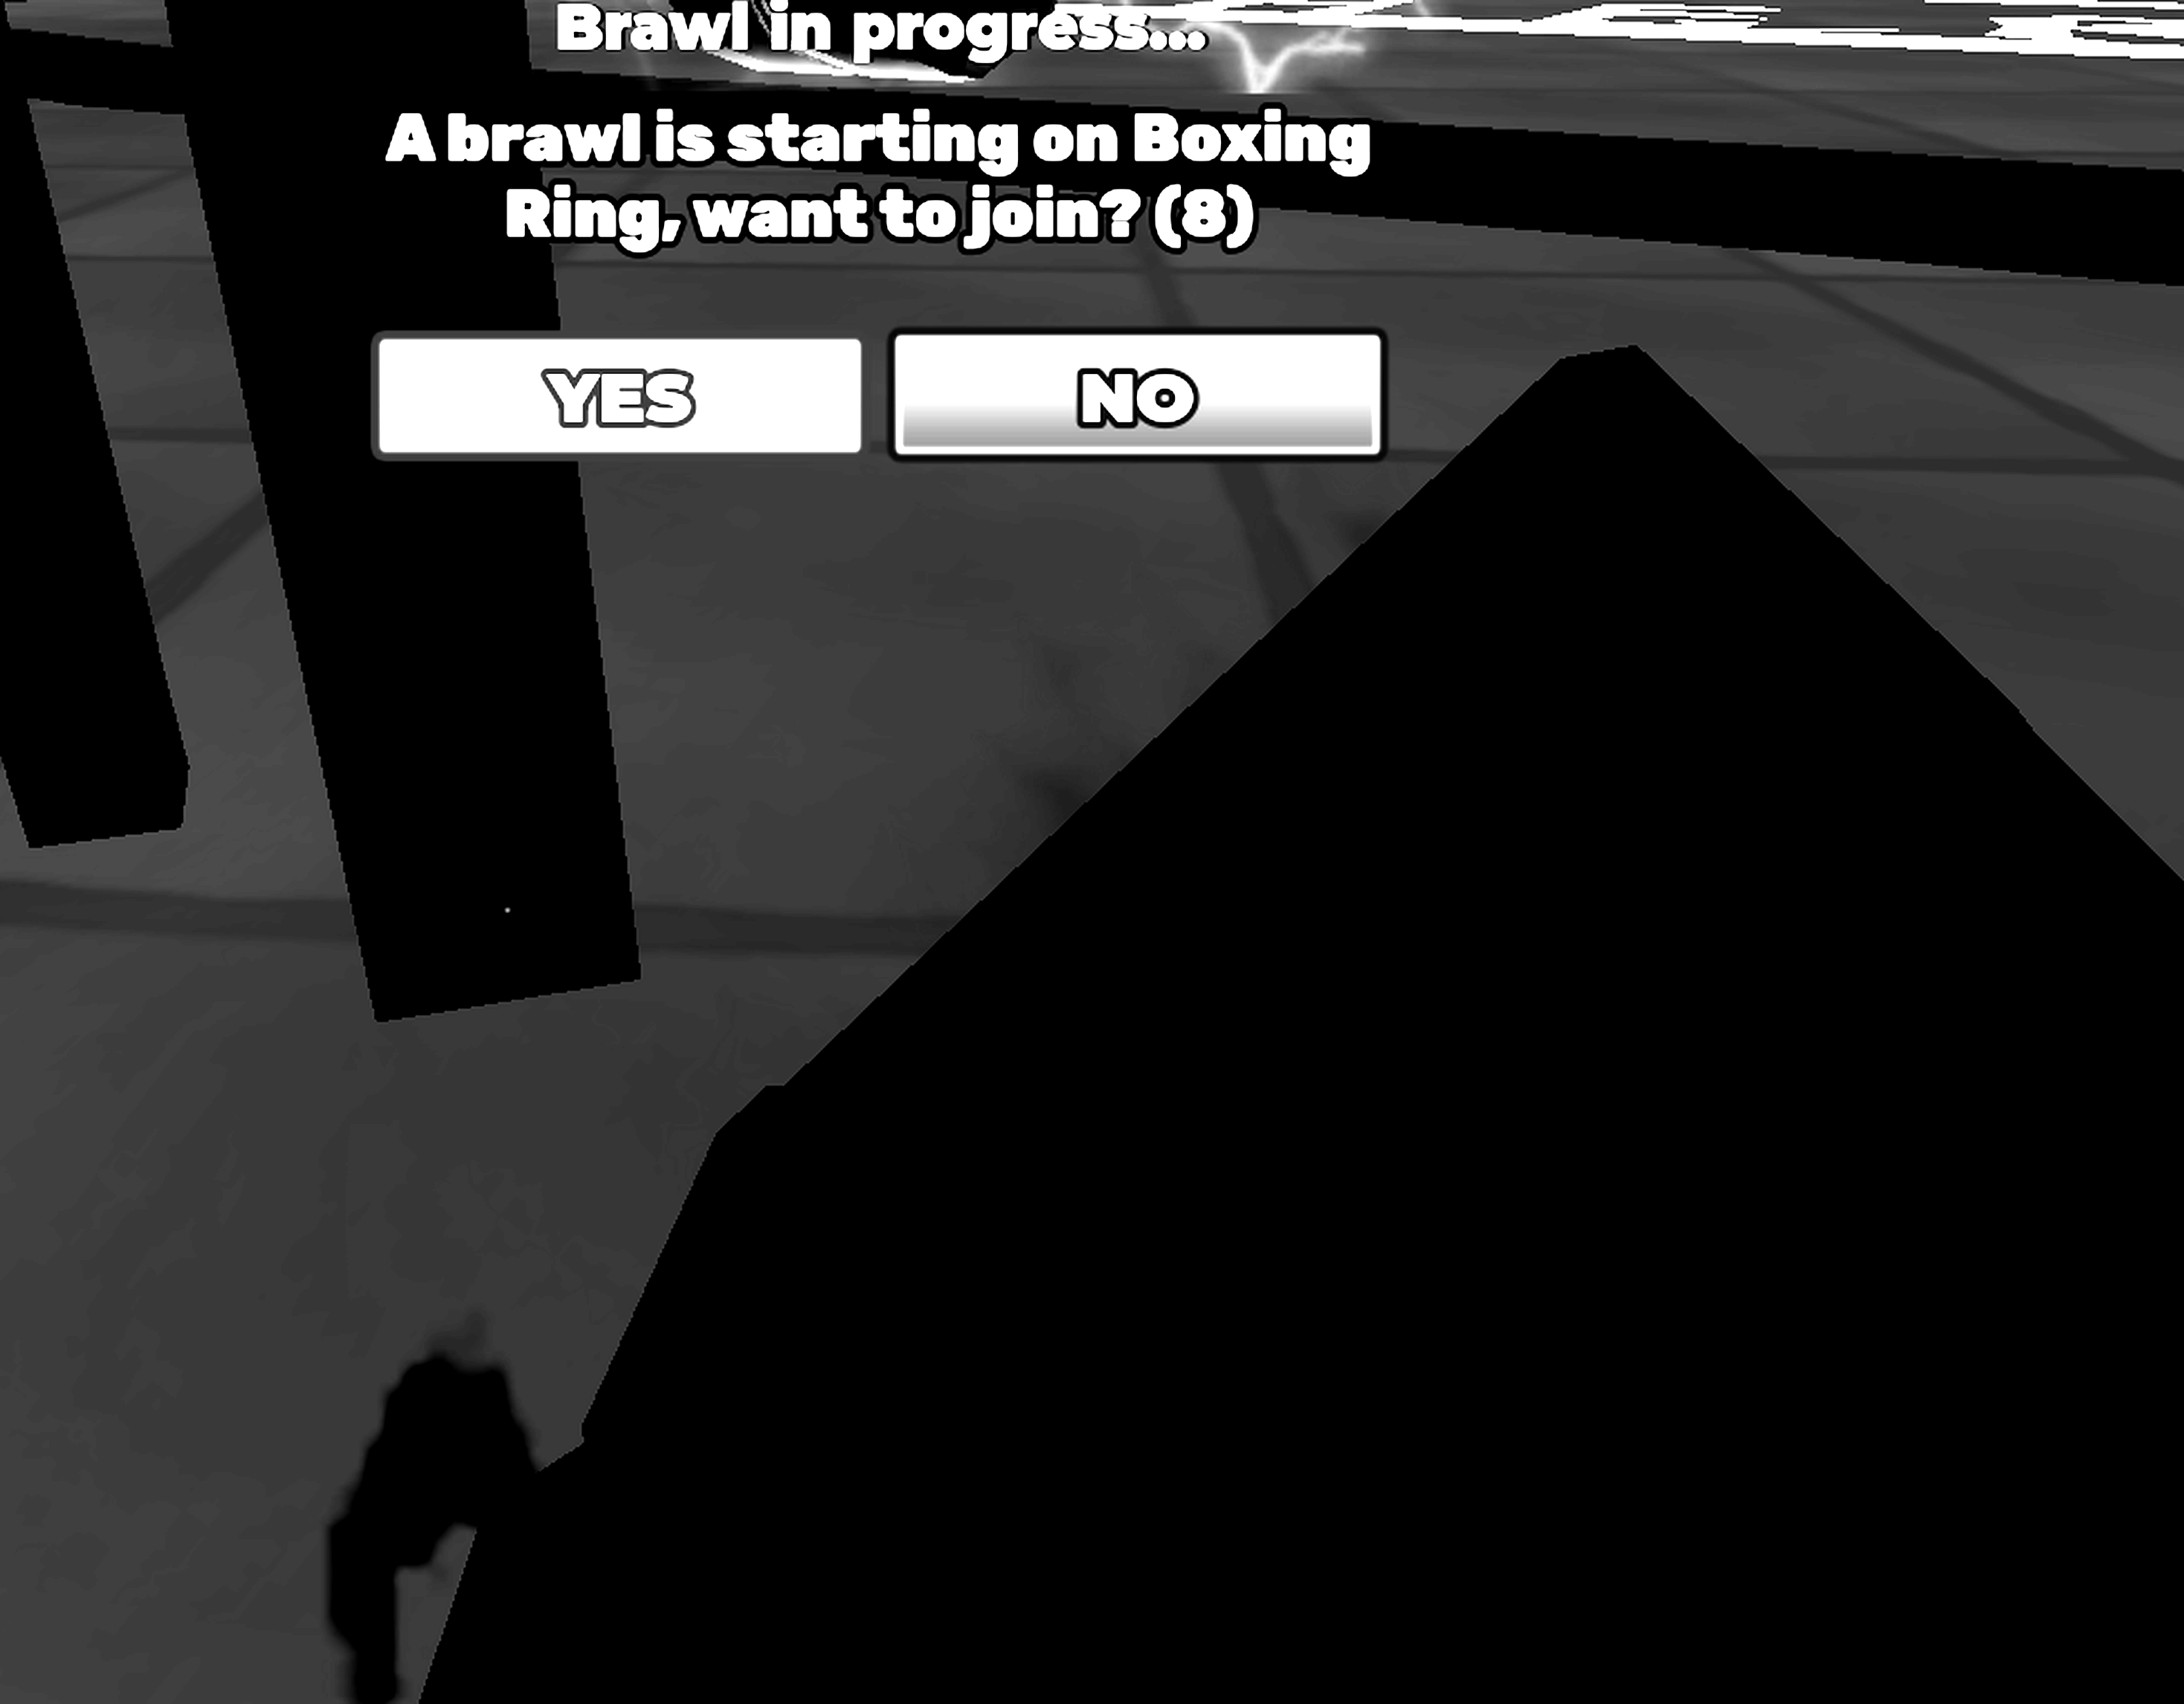 Brawl in progress...
A brawl is starting on Boxing
Ring, want to join? (8)
YES
NO